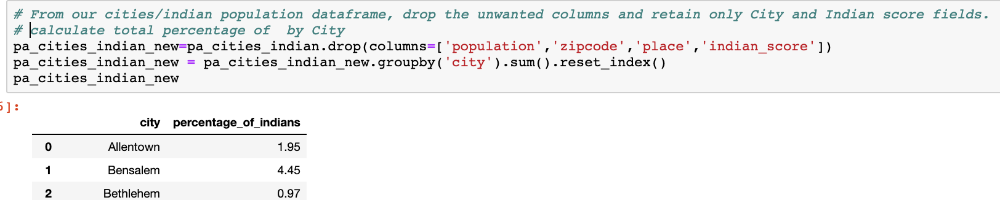 # From our cities/indian population dataframe, drop the unwanted columns and retain only City and Indian score fields.
# calculate total percentage of  by City
pa_cities_indian_new=pa_cities_indian.drop(columns=['population','zipcode','place','indian_score'])
pa_cities_indian_new = pa_cities_indian_new.groupby('city').sum().reset_index()
pa_cities_indian_new
]:
city percentage_of_indians
0 Allentown 1.95
1 Bensalem 4.45
2 Bethlehem 0.97